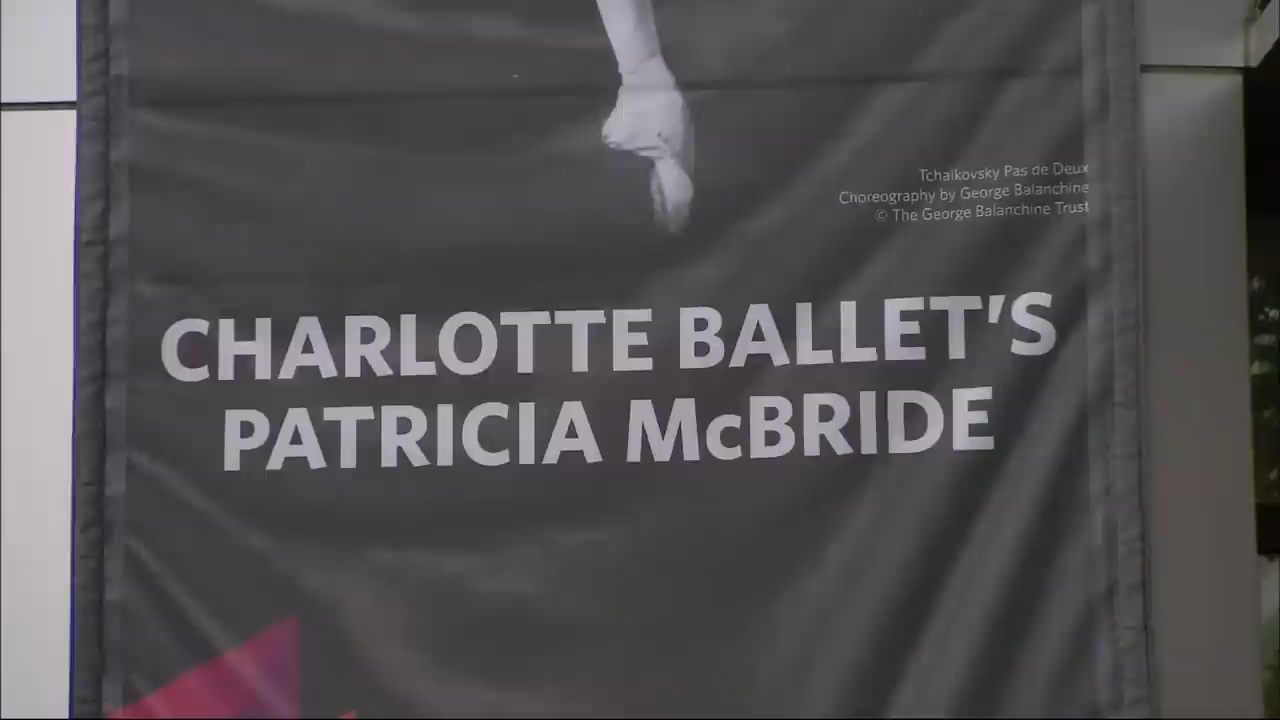 Tchaikovsky Pas de Deux
Choreography by George Balanchine
© The George Balanchine Trust
CHARLOTTE BALLET'S
PATRICIA McBRIDE